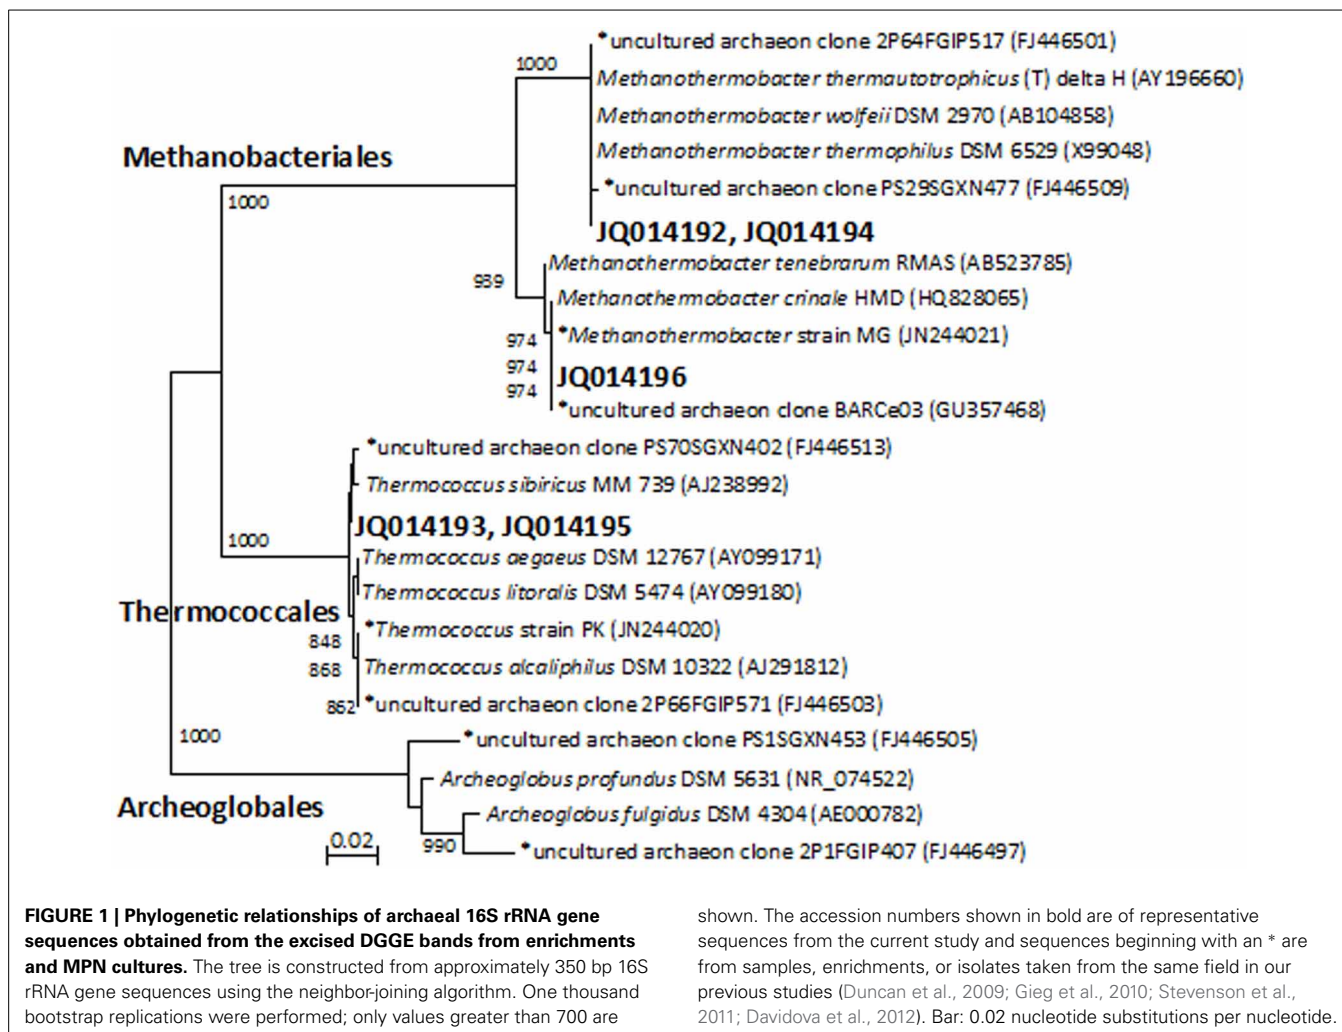 *uncultured archaeon clone 2P64FGIP517 (FJ446501)
1000
Methanothermobacter thermautotrophicus (T) delta H (AY196660)
Methanothermobacter wolfeii DSM 2970 (AB104858)
Methanobacteriales
Methanothermobacter thermophilus DSM 6529 (X99048)
*uncultured archaeon clone PS29SGXN477 (FJ446509)
1000
JQ014192, JQ014194
Methanothermobacter tenebrarum RMAS (AB523785)
989
Methanothermobacter crinale HMD (HQ828065)
*Methanothermobacter strain MG (JN244021)
974
974
JQ014196
974
*uncultured archaeon clone BARCe03 (GU357468)
*uncultured archaeon clone PS70SGXN402 (FJ446513)
Thermococcus sibiricus MM 739 (AJ238992)
JQ014193, JQ014195
1000
Thermococcus aegaeus DSM 12767 (AY099171)
Thermococcus litoralis DSM 5474 (AY099180)
Thermococcales
*Thermococcus strain PK (JN244020)
848
868
Thermococcus alcaliphilus DSM 10322 (AJ291812)
862
*uncultured archaeon clone 2P66FGIP571 (FJ446503)
1000
*uncultured archaeon clone PS1SGXN453 (FJ446505)
Archeoglobus profundus DSM 5631 (NR_074522)
Archeoglobales
Archeoglobus fulgidus DSM 4304 (AE000782)
0.02
990
*uncultured archaeon clone 2P1FGIP407 (FJ446497)
FIGURE 1 | Phylogenetic relationships of archaeal 16S rRNA gene
sequences obtained from the excised DGGE bands from enrichments
and MPN cultures. The tree is constructed from approximately 350 bp 16S
rRNA gene sequences using the neighbor-joining algorithm. One thousand
bootstrap replications were performed; only values greater than 700 are
shown. The accession numbers shown in bold are of representative
sequences from the current study and sequences beginning with an * are
from samples, enrichments, or isolates taken from the same field in our
previous studies (Duncan et al., 2009; Gieg et al., 2010; Stevenson et al.,
2011; Davidova et al., 2012). Bar: 0.02 nucleotide substitutions per nucleotide.